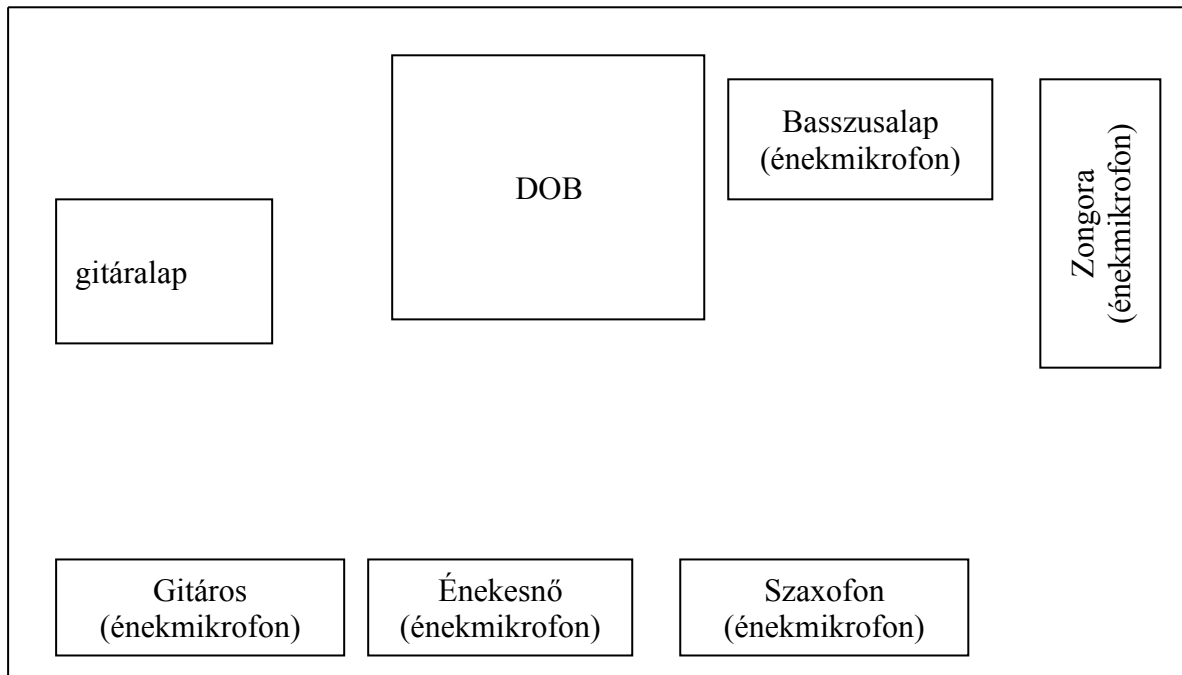 DOB
Basszusalap
(énekmikrofon)
Zongora
(énekmikrofon)
gitáralap
Gitáros
(énekmikrofon)
Énekesnő
(énekmikrofon)
Szaxofon
(énekmikrofon)